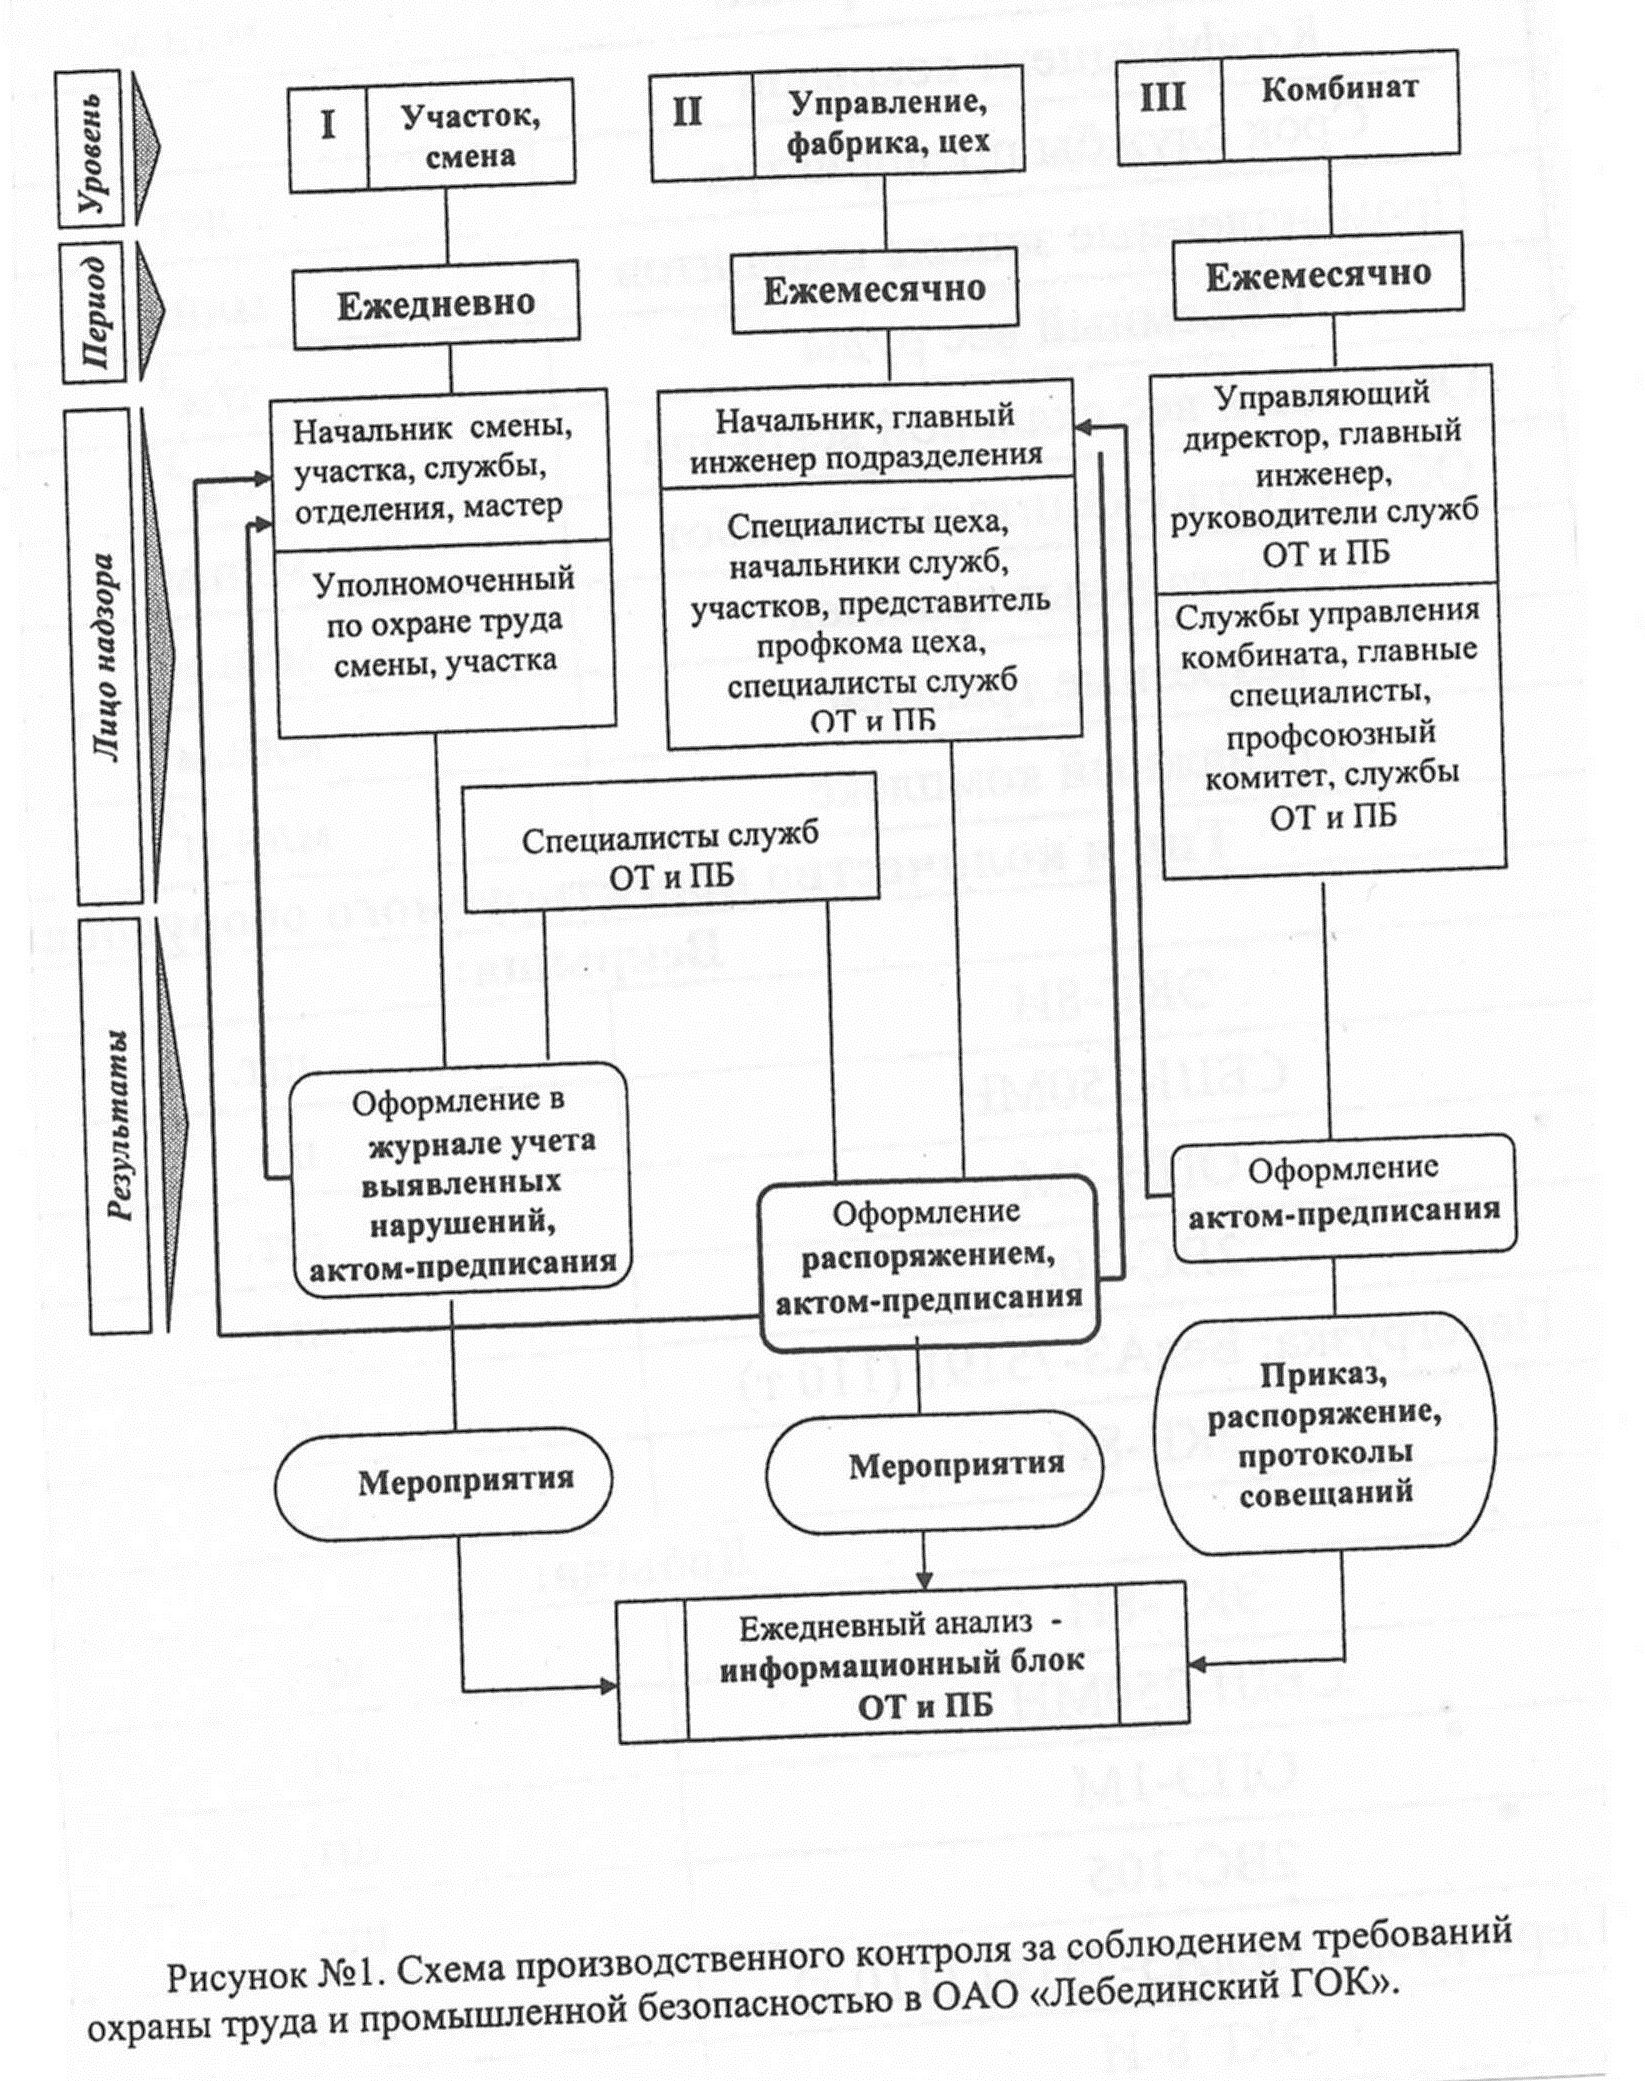 Уровень
I
Участок,
смена
II
Управление,
фабрика, цех
III
Комбинат
Период
Ежедневно
Ежемесячно
Ежемесячно
Лицо надзора
Начальник смены,
участка, службы,
отделения, мастер
Уполномоченный
по охране труда
смены, участка
Начальник, главный
инженер подразделения
Специалисты цеха,
начальники служб,
участков, представитель
профкома цеха,
специалисты служб
ОТ и ПБ
Управляющий
директор, главный
инженер,
руководители служб
ОТ и ПБ
Службы управления
комбината, главные
специалисты,
профсоюзный
комитет, службы
ОТ и ПБ
Специалисты служб
ОТ и ПБ
Результаты
Оформление в
журнале учета
выявленных
нарушений,
актом-предписания
Оформление
распоряжением,
актом-предписания
Оформление
актом-предписания
Мероприятия
Мероприятия
Приказ,
распоряжение,
протоколы
совещаний
Ежедневный анализ -
информационный блок
ОТ и ПБ
Рисунок №1. Схема производственного контроля за соблюдением требований
охраны труда и промышленной безопасностью в ОАО «Лебединский ГОК».